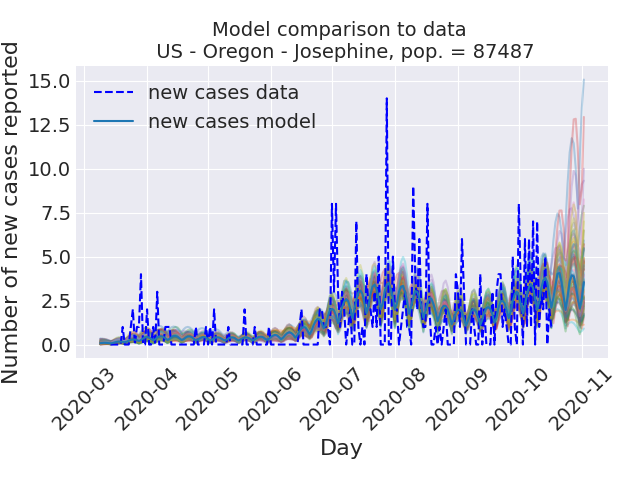 Model comparison to data
US - Oregon - Josephine, pop. = 87487
new cases data
new cases model
Number of new cases reported
15.0
12.5
10.0
7.5
5.0
2.5
0.0
2020-03
2020-04
2020-05
2020-06
2020-07
2020-08
2020-09
2020-10
2020-11
Day